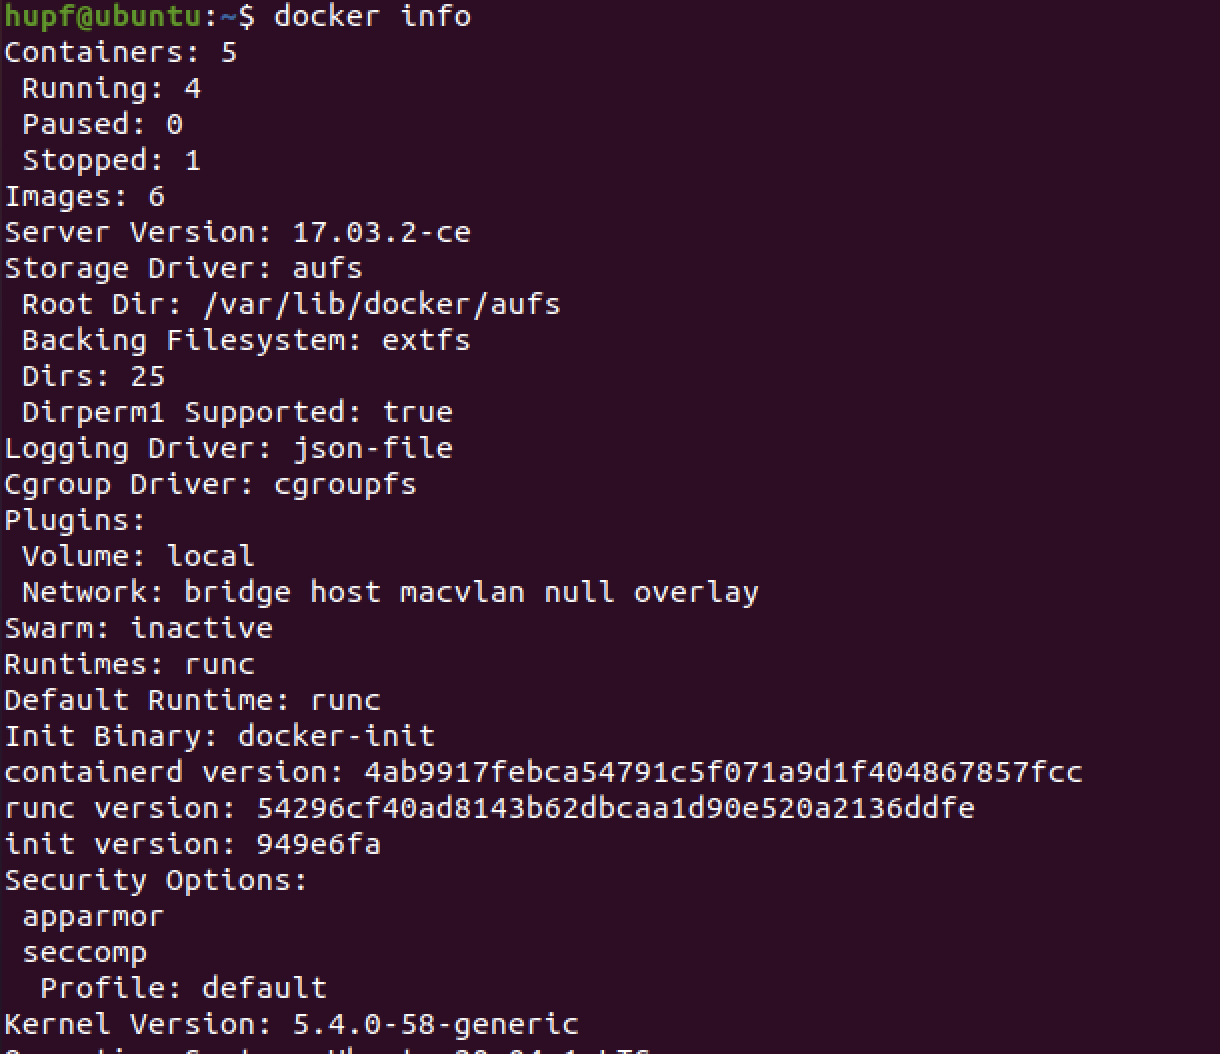 hupf@ubuntu:~$ docker info
Containers: 5
 Running: 4
 Paused: 0
 Stopped: 1
Images: 6
Server Version: 17.03.2-ce
Storage Driver: aufs
 Root Dir: /var/lib/docker/aufs
 Backing Filesystem: extfs
 Dirs: 25
 Dirperm1 Supported: true
Logging Driver: json-file
Cgroup Driver: cgroupfs
Plugins:
 Volume: local
 Network: bridge host macvlan null overlay
Swarm: inactive
Runtimes: runc
Default Runtime: runc
Init Binary: docker-init
containerd version: 4ab9917febca54791c5f071a9d1f404867857fcc
runc version: 54296cf40ad8143b62dbcaa1d90e520a2136ddfe
init version: 949e6fa
Security Options:
 apparmor
 seccomp
  Profile: default
Kernel Version: 5.4.0-58-generic